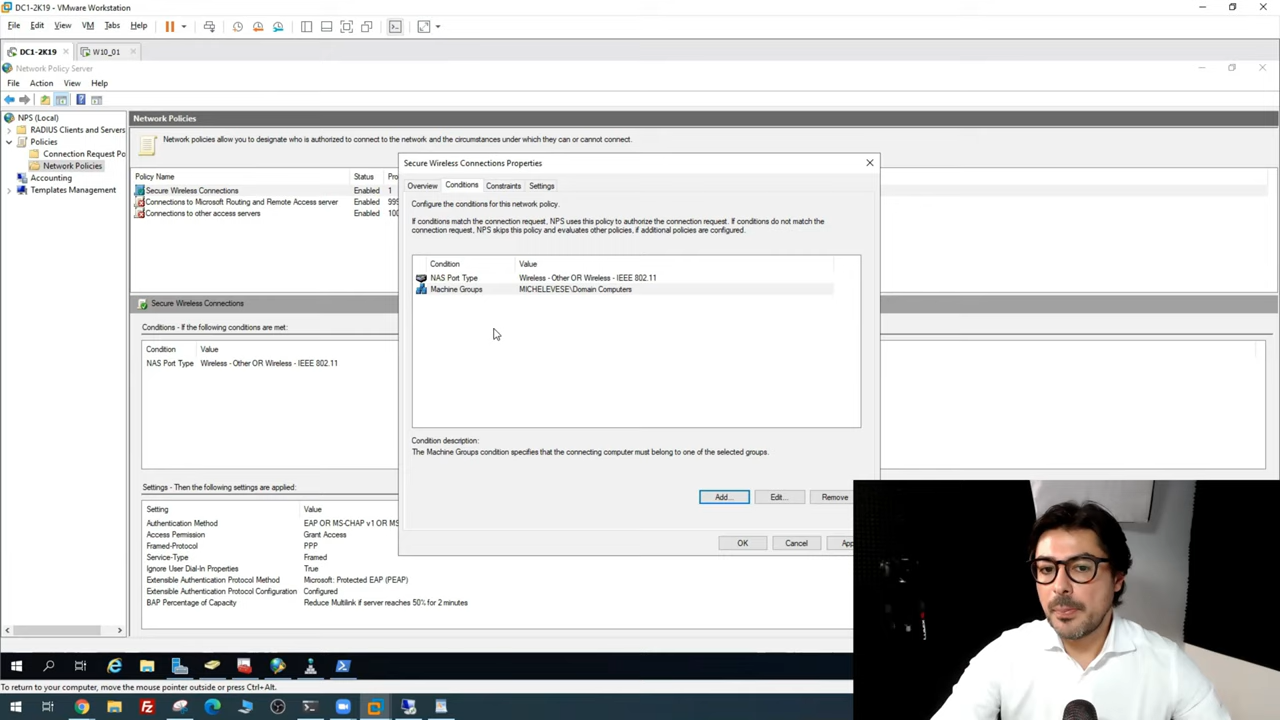 DC1-2K19 - VMware Workstation
File Edit View VM Tabs Help
DC1-2K19 W10_01
Network Policy Server
File Action View Help
NPS (Local)
RADIUS Clients and Servers
Policies
Connection Request Po
Network Policies
Accounting
Templates Management
Network Policies
Network policies allow you to designate who is authorized to connect to the network and the circumstances under which they can or cannot connect.
Policy Name Status Pro
Secure Wireless Connections Enabled 1
Connections to Microsoft Routing and Remote Access server Enabled 999
Connections to other access servers Enabled 100
Secure Wireless Connections
Conditions - If the following conditions are met:
Condition Value
NAS Port Type Wireless - Other OR Wireless - IEEE 802.11
Settings - Then the following settings are applied:
Setting Value
Authentication Method EAP OR MS-CHAP v1 OR MS
Access Permission Grant Access
Framed-Protocol PPP
Service-Type Framed
Ignore User Dial-In Properties True
Extensible Authentication Protocol Method Microsoft: Protected EAP (PEAP)
Extensible Authentication Protocol Configuration Configured
BAP Percentage of Capacity Reduce Multilink if server reaches 50% for 2 minutes
Secure Wireless Connections Properties
Overview Conditions Constraints Settings
Configure the conditions for this network policy.
If conditions match the connection request, NPS uses this policy to authorize the connection request. If conditions do not match the
connection request, NPS skips this policy and evaluates other policies, if additional policies are configured.
Condition Value
NAS Port Type Wireless - Other OR Wireless - IEEE 802.11
Machine Groups MICHELEVESE\Domain Computers
Condition description:
The Machine Groups condition specifies that the connecting computer must belong to one of the selected groups.
Add... Edit... Remove
OK Cancel App
To return to your computer, move the mouse pointer outside or press Ctrl+Alt.